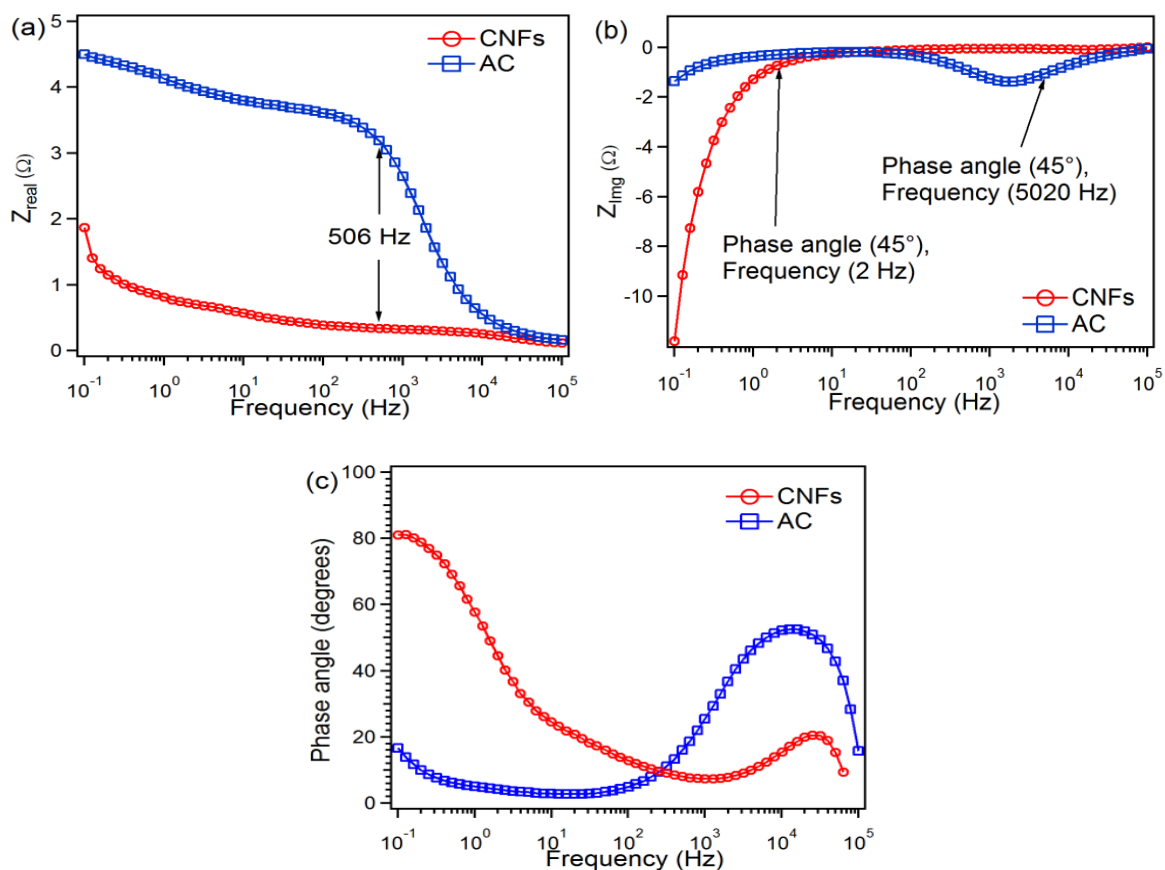 (a)
5
4
3
2
1
0
Z_real (Ω)
CNFs
AC
506 Hz
10^-1 10^0 10^1 10^2 10^3 10^4 10^5
Frequency (Hz)
(b)
0
-2
-4
-6
-8
-10
Z_Img (Ω)
Phase angle (45°),
Frequency (5020 Hz)
Phase angle (45°),
Frequency (2 Hz)
CNFs
AC
10^-1 10^0 10^1 10^2 10^3 10^4 10^5
Frequency (Hz)
(c)
100
80
60
40
20
0
Phase angle (degrees)
CNFs
AC
10^-1 10^0 10^1 10^2 10^3 10^4 10^5
Frequency (Hz)